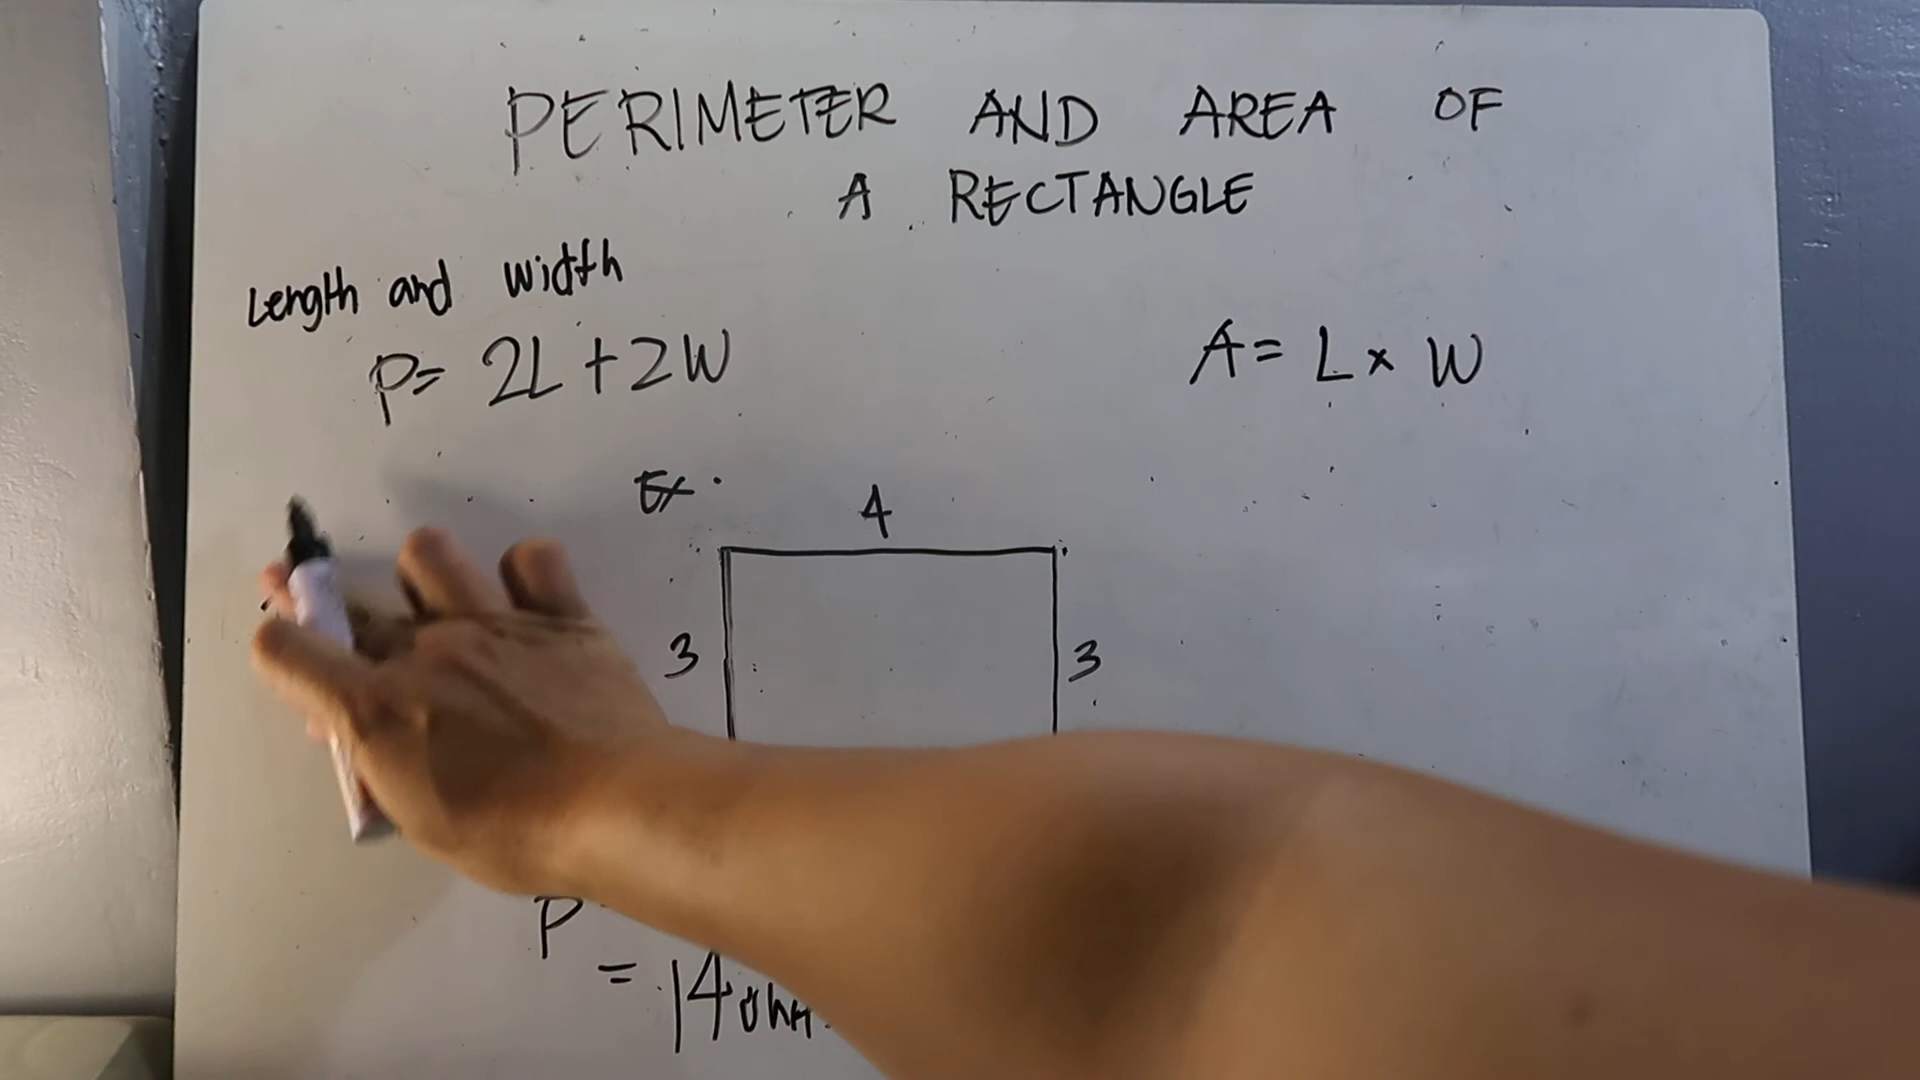 PERIMETER AND AREA OF
A RECTANGLE
Length and width
P= 2L+2W
A= L x W
Ex.
4
3
3
P
= 14